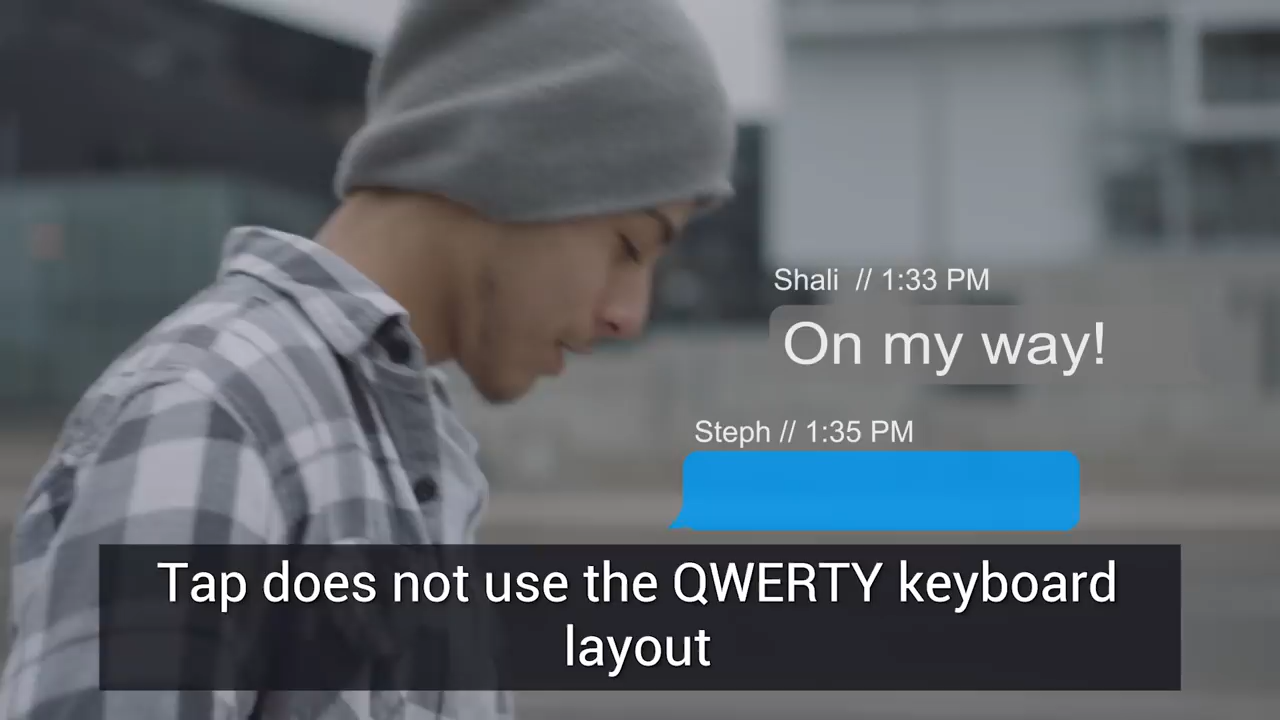 Shali // 1:33 PM
On my way!
Steph // 1:35 PM
Tap does not use the QWERTY keyboard
layout